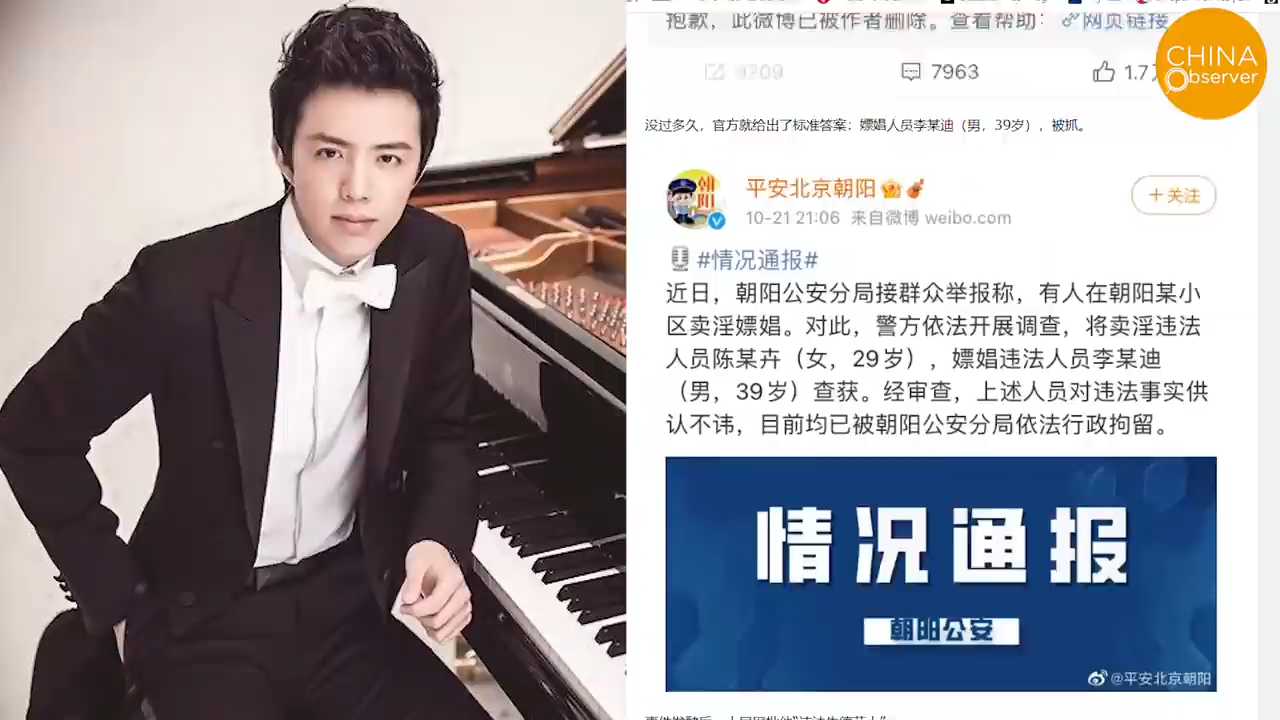 抱歉，此微博已被作者删除。查看帮助： 网页链接
CHINA
Observer
9709
7963
1.7
没过多久，官方就给出了标准答案：嫖娼人员李某迪（男，39岁），被抓。
朝阳
平安北京朝阳
+关注
10-21 21:06 来自微博 weibo.com
#情况通报#
近日，朝阳公安分局接群众举报称，有人在朝阳某小
区卖淫嫖娼。对此，警方依法开展调查，将卖淫违法
人员陈某卉（女，29岁），嫖娼违法人员李某迪
（男，39岁）查获。经审查，上述人员对违法事实供
认不讳，目前均已被朝阳公安分局依法行政拘留。
情况通报
朝阳公安
@平安北京朝阳